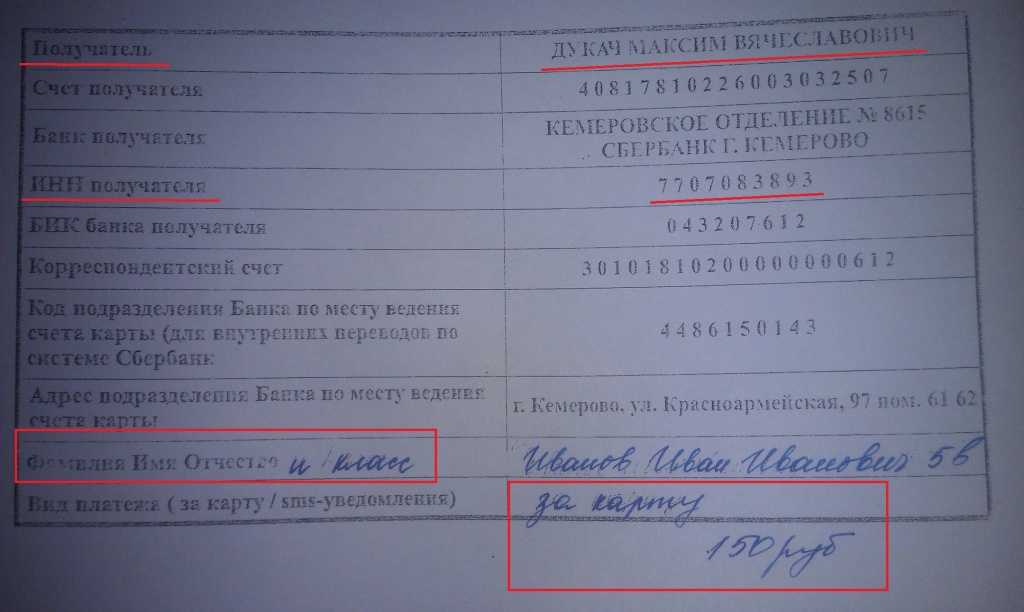 Получатель ДУКАЧ МАКСИМ ВЯЧЕСЛАВОВИЧ
Счет получателя 40817810226003032507
Банк получателя КЕМЕРОВСКОЕ ОТДЕЛЕНИЕ № 8615
СБЕРБАНК Г. КЕМЕРОВО
ИНН получателя 7707083893
БИК банка получателя 043207612
Корреспондентский счет 30101810200000000612
Код подразделения Банка по месту ведения
счета карты (для внутренних переводов по
системе Сбербанк 4486150143
Адрес подразделения Банка по месту ведения
счета карты г. Кемерово, ул. Красноармейская, 97 пом. 61 62
Фамилия Имя Отчество и класс Иванов Иван Иванович 5в
Вид платежа ( за карту / sms-уведомления) за карту
150 руб